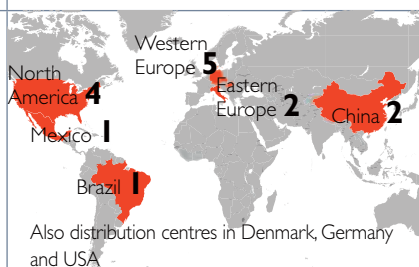 Western
Europe 5
North
America 4
Eastern
Europe 2
China 2
Mexico 1
Brazil 1
Also distribution centres in Denmark, Germany
and USA